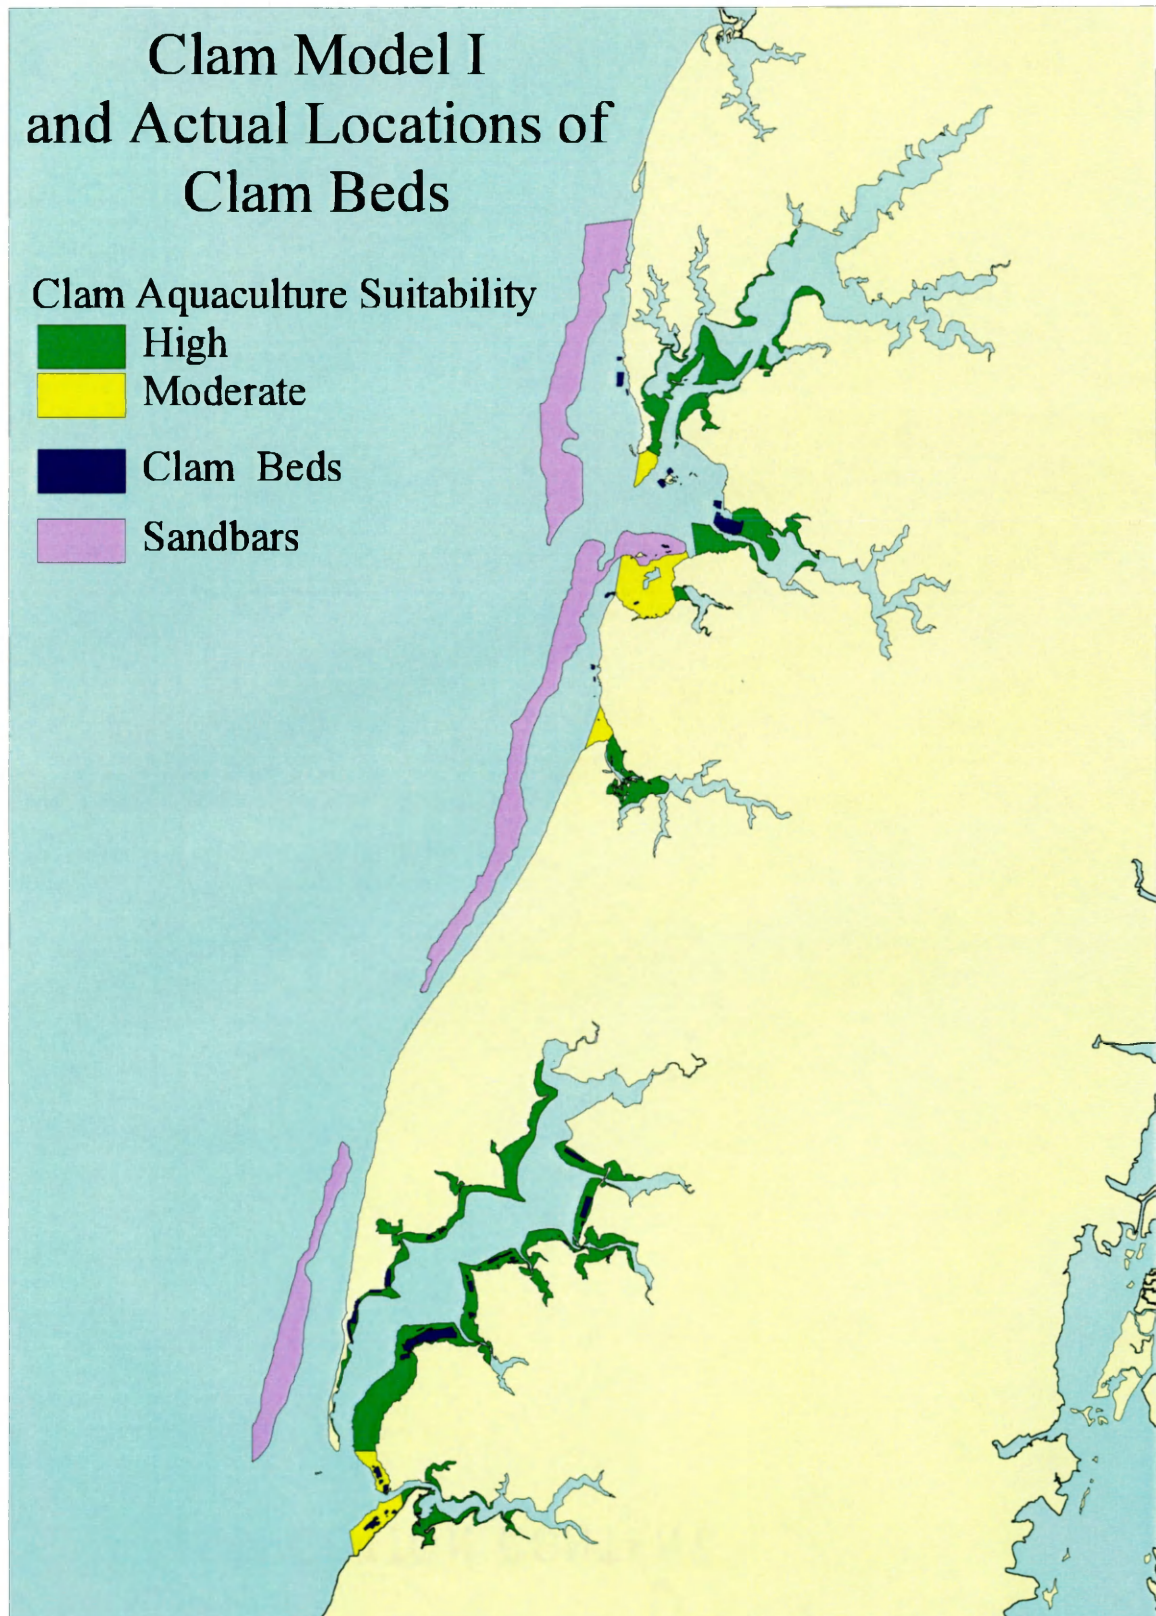 Clam Model I
and Actual Locations of
Clam Beds
Clam Aquaculture Suitability
High
Moderate
Clam Beds
Sandbars